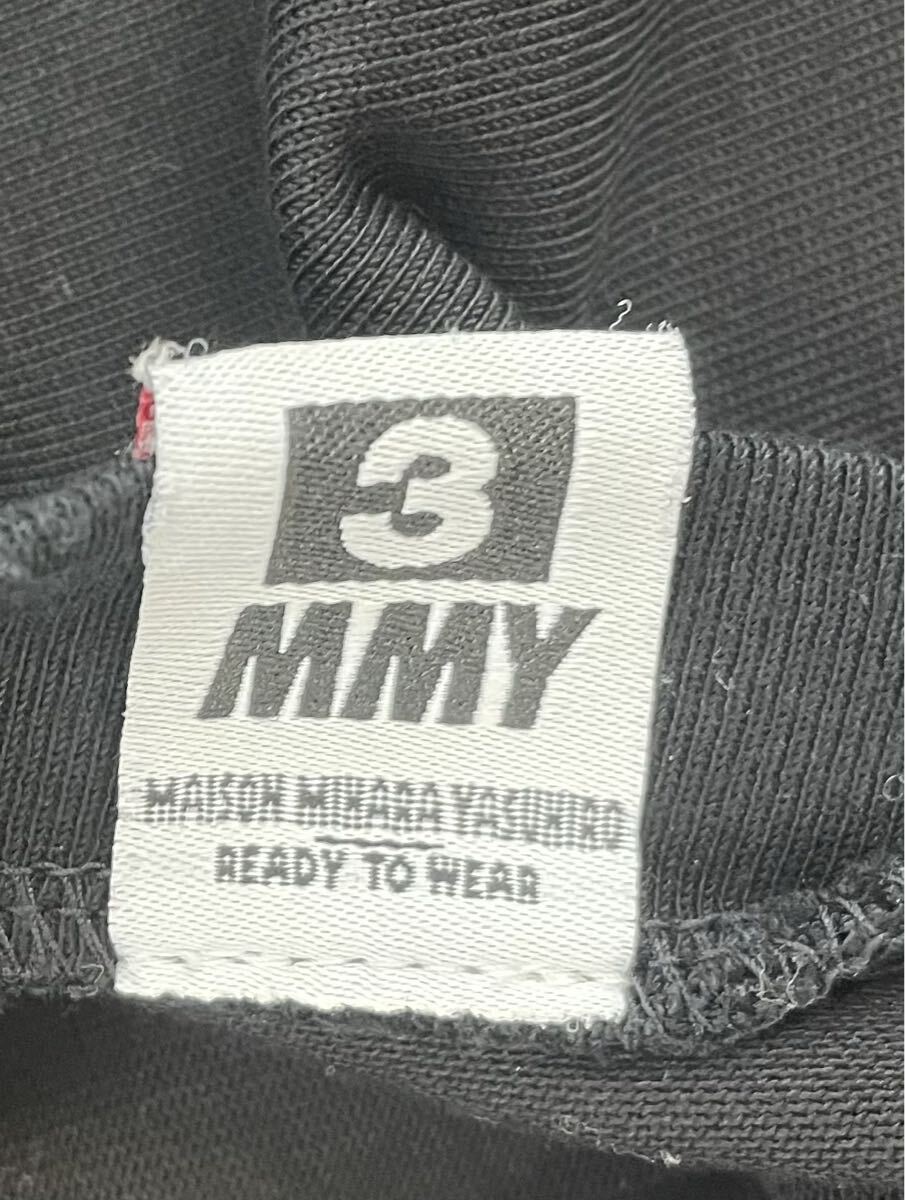 3
MMY
MAISON MIHARA YASUHIRO
READY TO WEAR